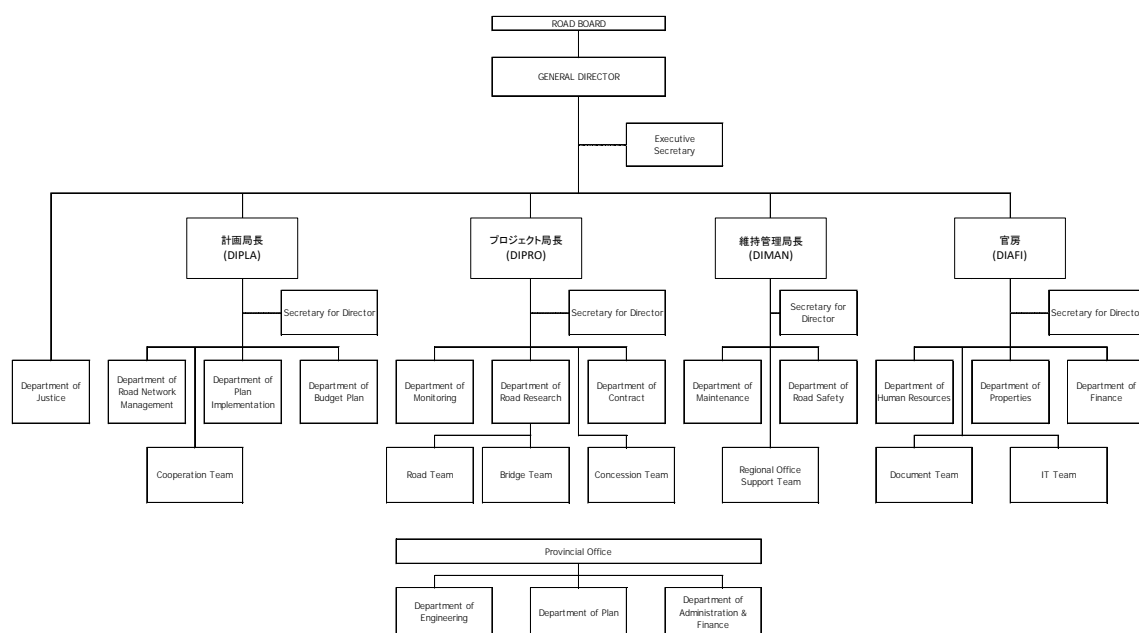 ROAD BOARD
GENERAL DIRECTOR
Executive
Secretary
計画局長
(DIPLA)
プロジェクト局長
(DIPRO)
維持管理局長
(DIMAN)
官房
(DIAFI)
Secretary for Director
Secretary for Director
Secretary for
Director
Secretary for Director
Department of
Justice
Department of
Road Network
Management
Department of
Plan
Implementation
Department of
Budget Plan
Department of
Monitoring
Department of
Road Research
Department of
Contract
Department of
Maintenance
Department of
Road Safety
Department of
Human Resources
Department of
Properties
Department of
Finance
Cooperation Team
Road Team
Bridge Team
Concession Team
Regional Office
Support Team
Document Team
IT Team
Provincial Office
Department of
Engineering
Department of Plan
Department of
Administration &
Finance